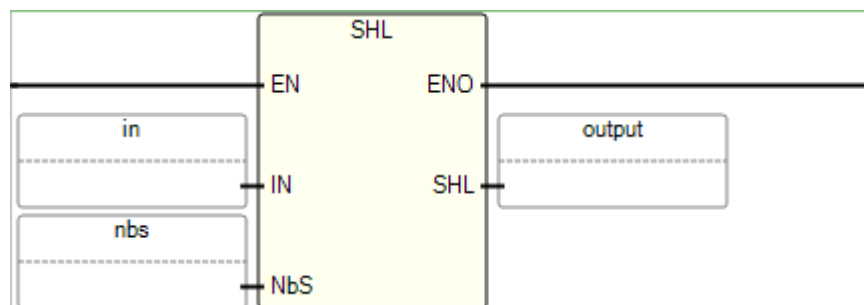 SHL
EN ENO
in output
IN SHL
nbs
NbS